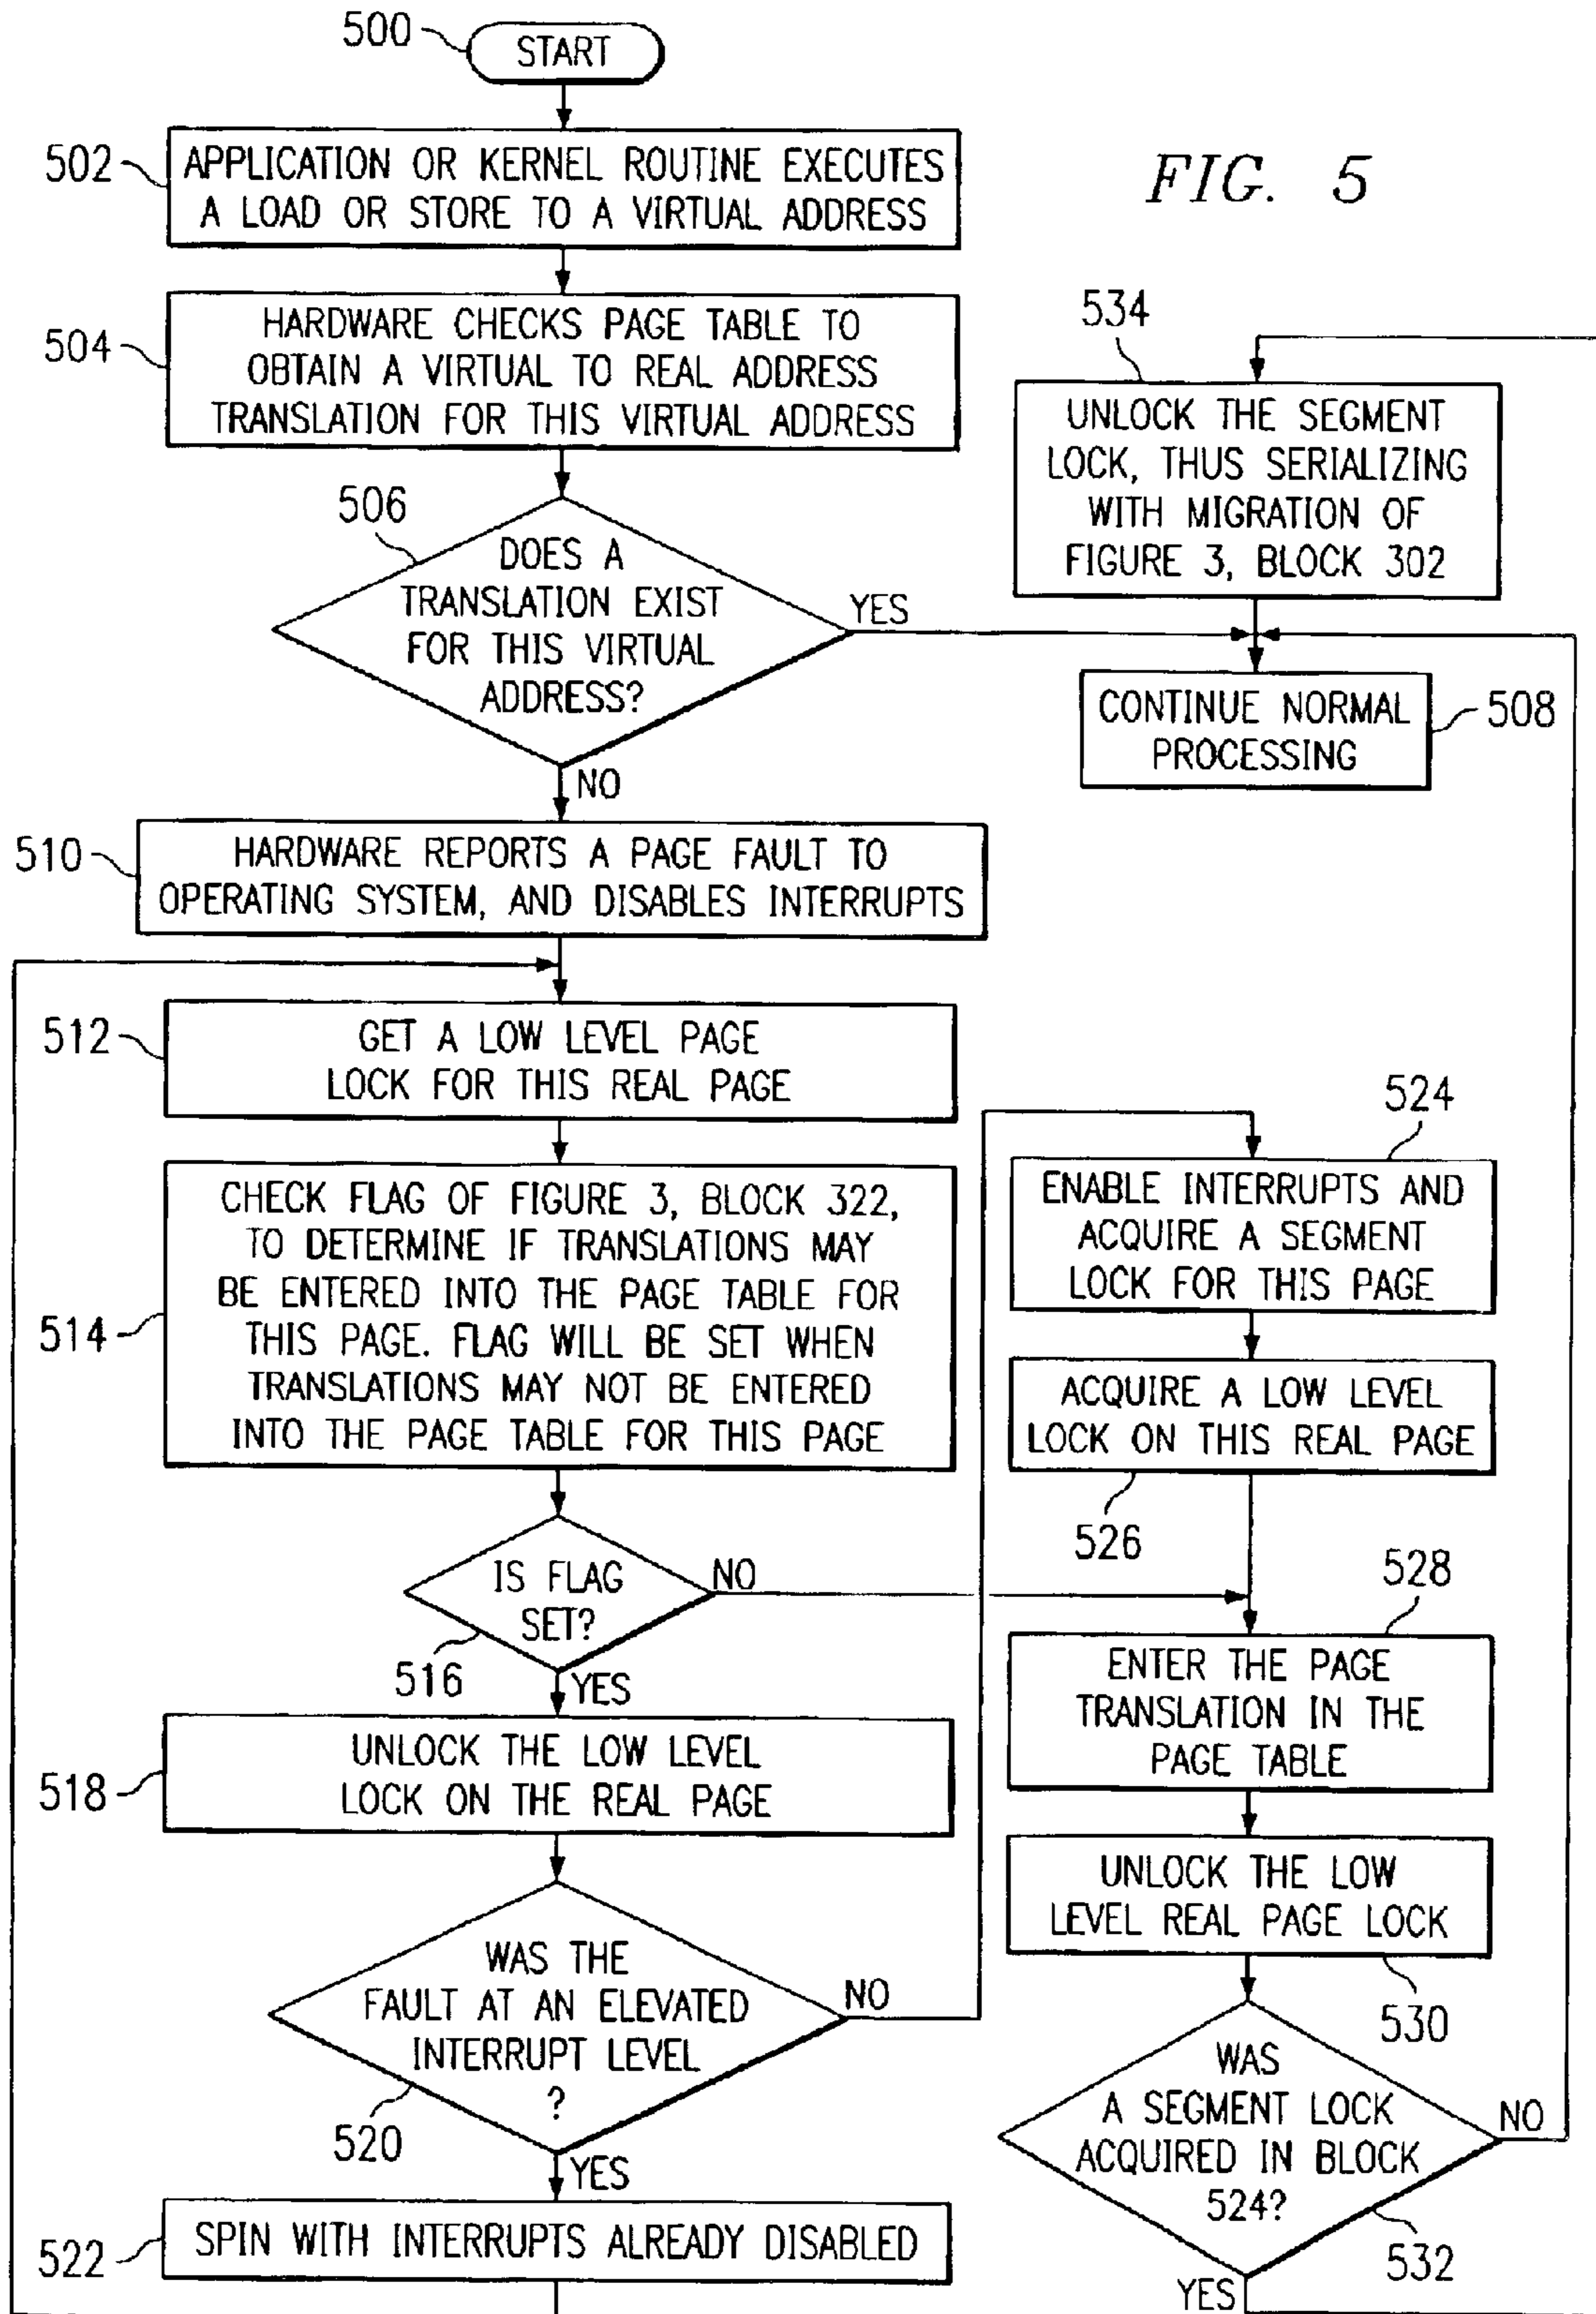 500
START
502
APPLICATION OR KERNEL ROUTINE EXECUTES
A LOAD OR STORE TO A VIRTUAL ADDRESS
FIG. 5
504
HARDWARE CHECKS PAGE TABLE TO
OBTAIN A VIRTUAL TO REAL ADDRESS
TRANSLATION FOR THIS VIRTUAL ADDRESS
506
DOES A
TRANSLATION EXIST
FOR THIS VIRTUAL
ADDRESS?
YES
NO
534
UNLOCK THE SEGMENT
LOCK, THUS SERIALIZING
WITH MIGRATION OF
FIGURE 3, BLOCK 302
CONTINUE NORMAL
PROCESSING
508
510
HARDWARE REPORTS A PAGE FAULT TO
OPERATING SYSTEM, AND DISABLES INTERRUPTS
512
GET A LOW LEVEL PAGE
LOCK FOR THIS REAL PAGE
514
CHECK FLAG OF FIGURE 3, BLOCK 322,
TO DETERMINE IF TRANSLATIONS MAY
BE ENTERED INTO THE PAGE TABLE FOR
THIS PAGE. FLAG WILL BE SET WHEN
TRANSLATIONS MAY NOT BE ENTERED
INTO THE PAGE TABLE FOR THIS PAGE
IS FLAG
SET?
NO
516
YES
518
UNLOCK THE LOW LEVEL
LOCK ON THE REAL PAGE
WAS THE
FAULT AT AN ELEVATED
INTERRUPT LEVEL
?
NO
520
YES
522
SPIN WITH INTERRUPTS ALREADY DISABLED
524
ENABLE INTERRUPTS AND
ACQUIRE A SEGMENT
LOCK FOR THIS PAGE
ACQUIRE A LOW LEVEL
LOCK ON THIS REAL PAGE
526
528
ENTER THE PAGE
TRANSLATION IN THE
PAGE TABLE
UNLOCK THE LOW
LEVEL REAL PAGE LOCK
530
WAS
A SEGMENT LOCK
ACQUIRED IN BLOCK
524?
NO
532
YES